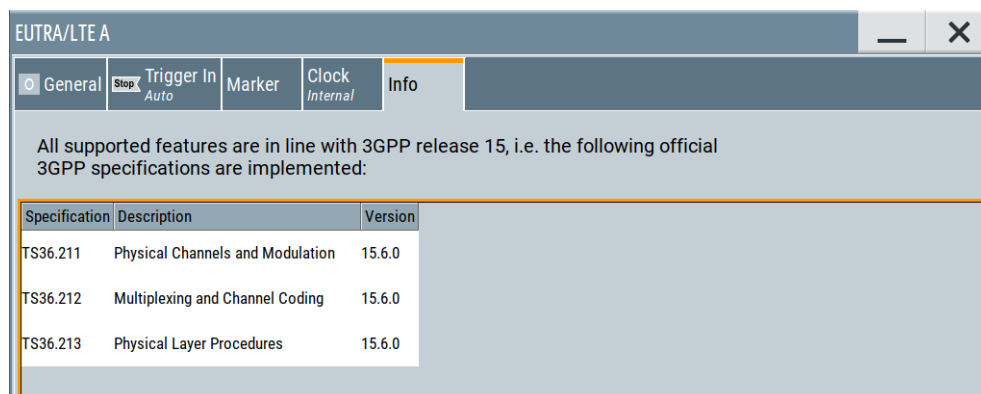 EUTRA/LTE A
General
Stop Trigger In
Auto
Marker
Clock
Internal
Info
All supported features are in line with 3GPP release 15, i.e. the following official
3GPP specifications are implemented:
Specification Description Version
TS36.211 Physical Channels and Modulation 15.6.0
TS36.212 Multiplexing and Channel Coding 15.6.0
TS36.213 Physical Layer Procedures 15.6.0